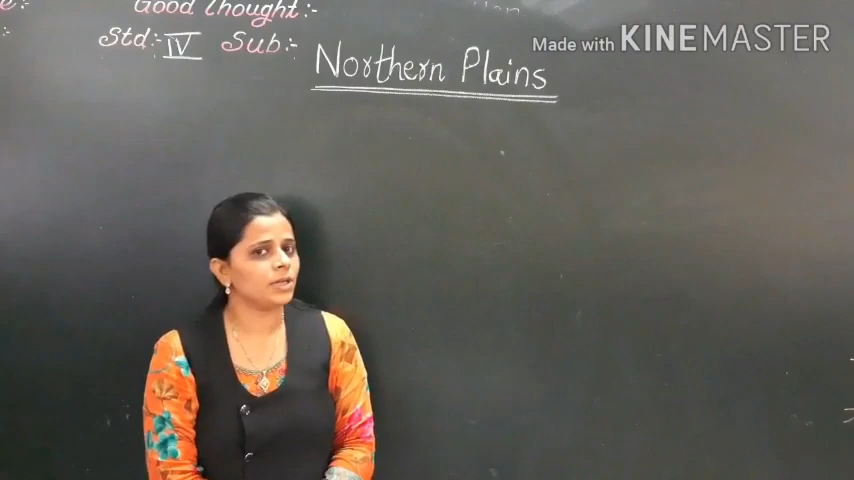 Good Thought:-
Std:- IV Sub:-
Northern Plains
Made with KINEMASTER